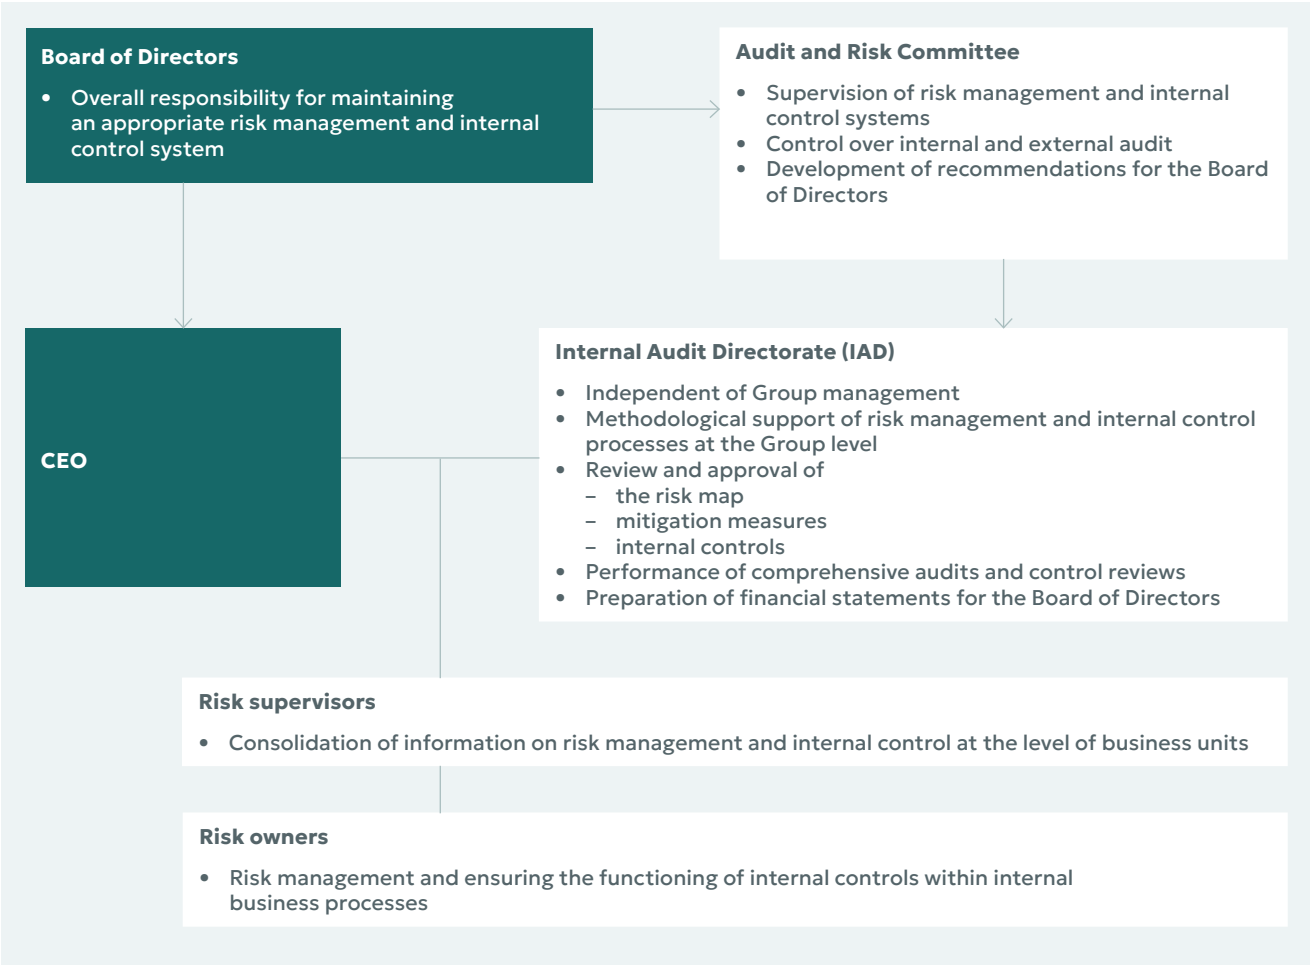 Board of Directors
• Overall responsibility for maintaining
an appropriate risk management and internal
control system
Audit and Risk Committee
• Supervision of risk management and internal
control systems
• Control over internal and external audit
• Development of recommendations for the Board
of Directors
CEO
Internal Audit Directorate (IAD)
• Independent of Group management
• Methodological support of risk management and internal control
processes at the Group level
• Review and approval of
– the risk map
– mitigation measures
– internal controls
• Performance of comprehensive audits and control reviews
• Preparation of financial statements for the Board of Directors
Risk supervisors
• Consolidation of information on risk management and internal control at the level of business units
Risk owners
• Risk management and ensuring the functioning of internal controls within internal
business processes